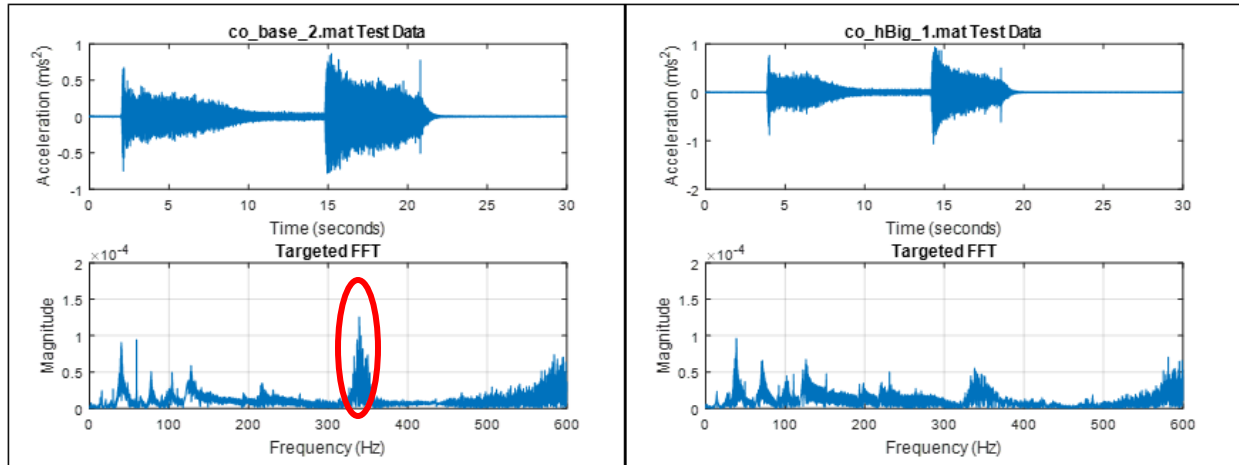 co_base_2.mat Test Data
Acceleration (m/s²)
1
0.5
0
-0.5
-1
0 5 10 15 20 25 30
Time (seconds)
Targeted FFT
×10⁻⁴
Magnitude
2
1.5
1
0.5
0
0 100 200 300 400 500 600
Frequency (Hz)
co_hBig_1.mat Test Data
Acceleration (m/s²)
1
0
-1
-2
0 5 10 15 20 25 30
Time (seconds)
Targeted FFT
×10⁻⁴
Magnitude
2
1.5
1
0.5
0
0 100 200 300 400 500 600
Frequency (Hz)